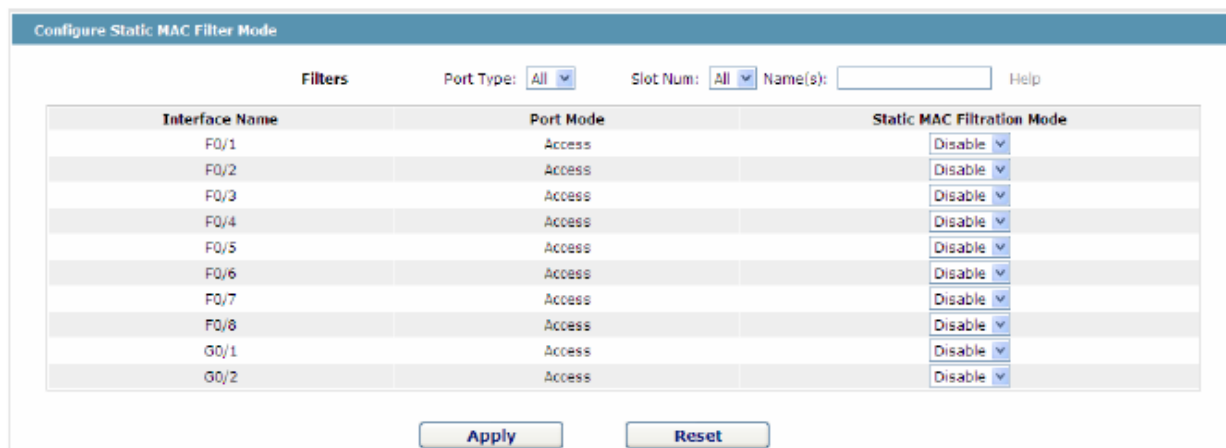 Configure Static MAC Filter Mode
Filters Port Type: All Slot Num: All Name(s): Help
Interface Name Port Mode Static MAC Filtration Mode
F0/1 Access Disable
F0/2 Access Disable
F0/3 Access Disable
F0/4 Access Disable
F0/5 Access Disable
F0/6 Access Disable
F0/7 Access Disable
F0/8 Access Disable
G0/1 Access Disable
G0/2 Access Disable
Apply Reset